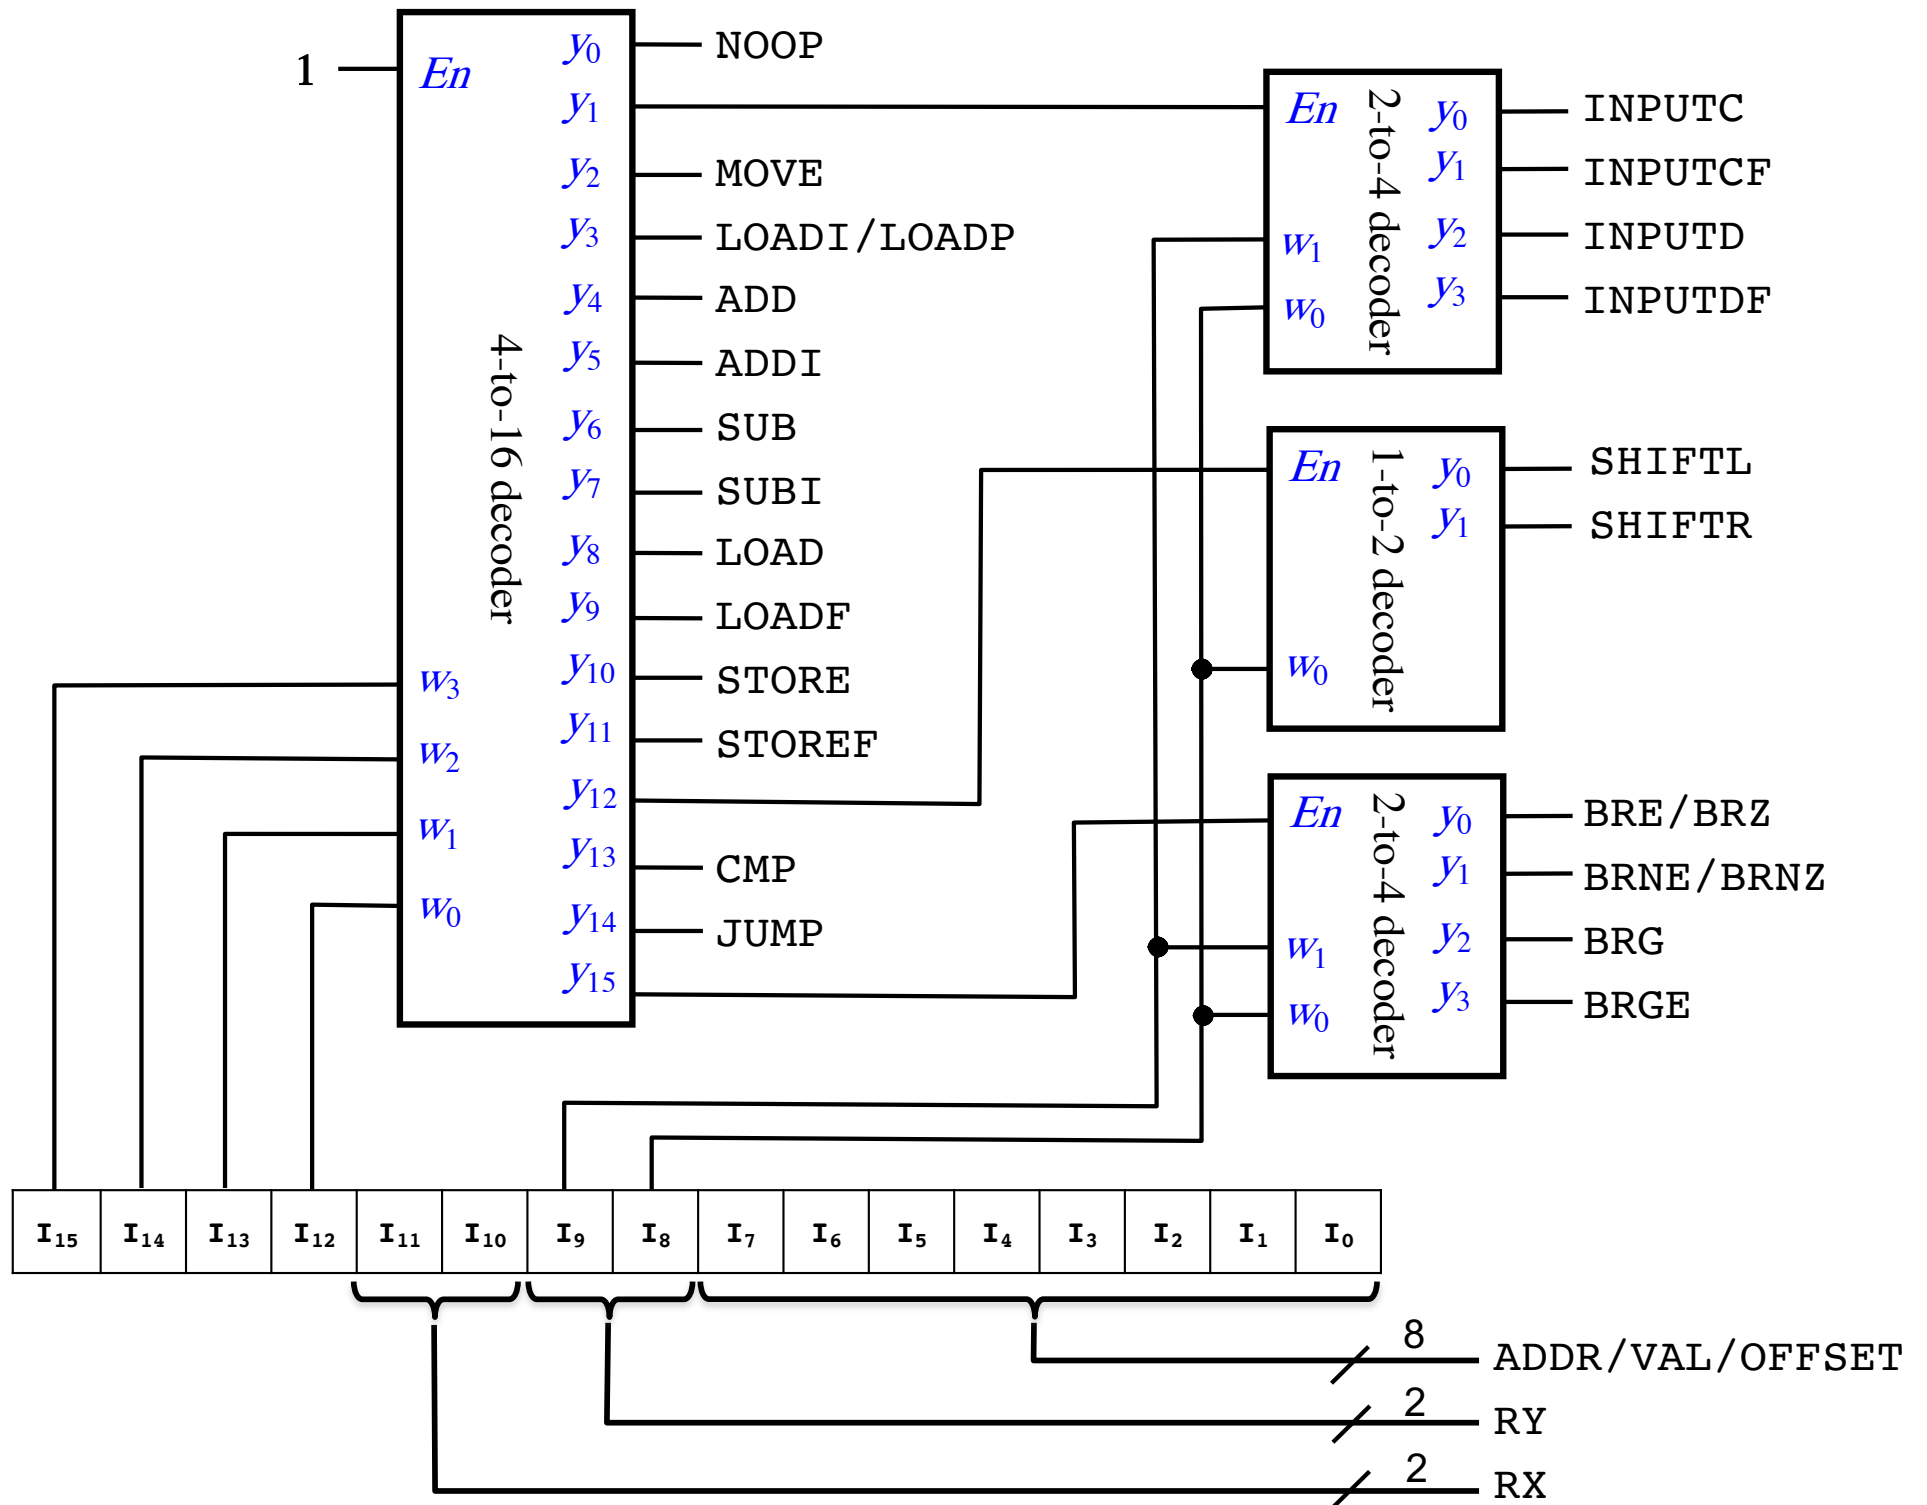 1
En
y0
y1
y2
y3
y4
y5
y6
y7
y8
y9
y10
y11
y12
y13
y14
y15
w3
w2
w1
w0
4-to-16 decoder
NOOP
MOVE
LOADI/LOADP
ADD
ADDI
SUB
SUBI
LOAD
LOADF
STORE
STOREF
CMP
JUMP
En
w1
w0
2-to-4 decoder
y0
y1
y2
y3
INPUTC
INPUTCF
INPUTD
INPUTDF
En
w0
1-to-2 decoder
y0
y1
SHIFTL
SHIFTR
En
w1
w0
2-to-4 decoder
y0
y1
y2
y3
BRE/BRZ
BRNE/BRNZ
BRG
BRGE
I15 I14 I13 I12 I11 I10 I9 I8 I7 I6 I5 I4 I3 I2 I1 I0
8 ADDR/VAL/OFFSET
2 RY
2 RX